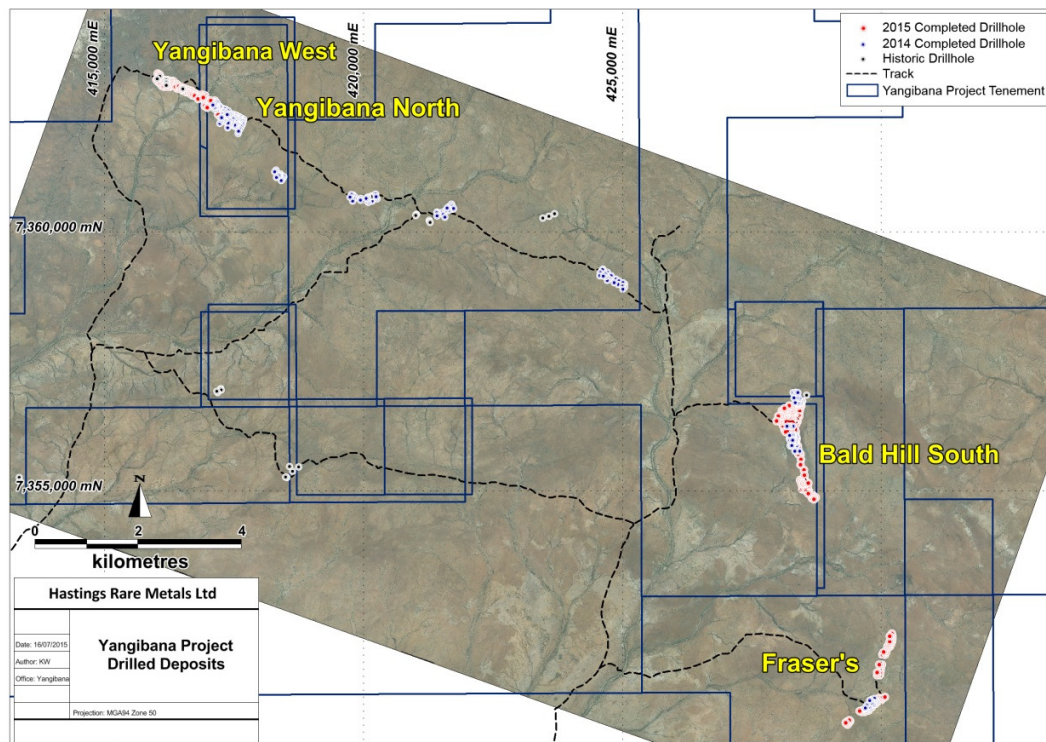 415,000 mE
420,000 mE
425,000 mE
2015 Completed Drillhole
2014 Completed Drillhole
Historic Drillhole
Track
Yangibana Project Tenement
Yangibana West
Yangibana North
7,360,000 mN
Bald Hill South
7,355,000 mN
N
0 2 4
kilometres
Fraser's
Hastings Rare Metals Ltd
Yangibana Project
Drilled Deposits
Date: 16/07/2015
Author: KW
Office: Yangibana
Projection: MGA94 Zone 50